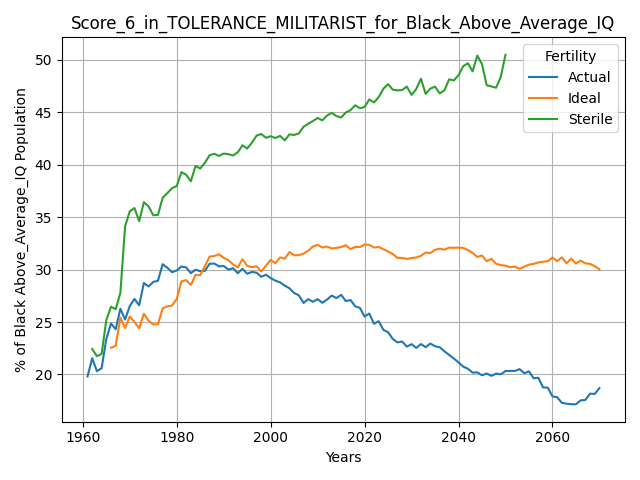 Score_6_in_TOLERANCE_MILITARIST_for_Black_Above_Average_IQ
% of Black Above_Average_IQ Population
50
45
40
35
30
25
20
Fertility
Actual
Ideal
Sterile
1960 1980 2000 2020 2040 2060
Years